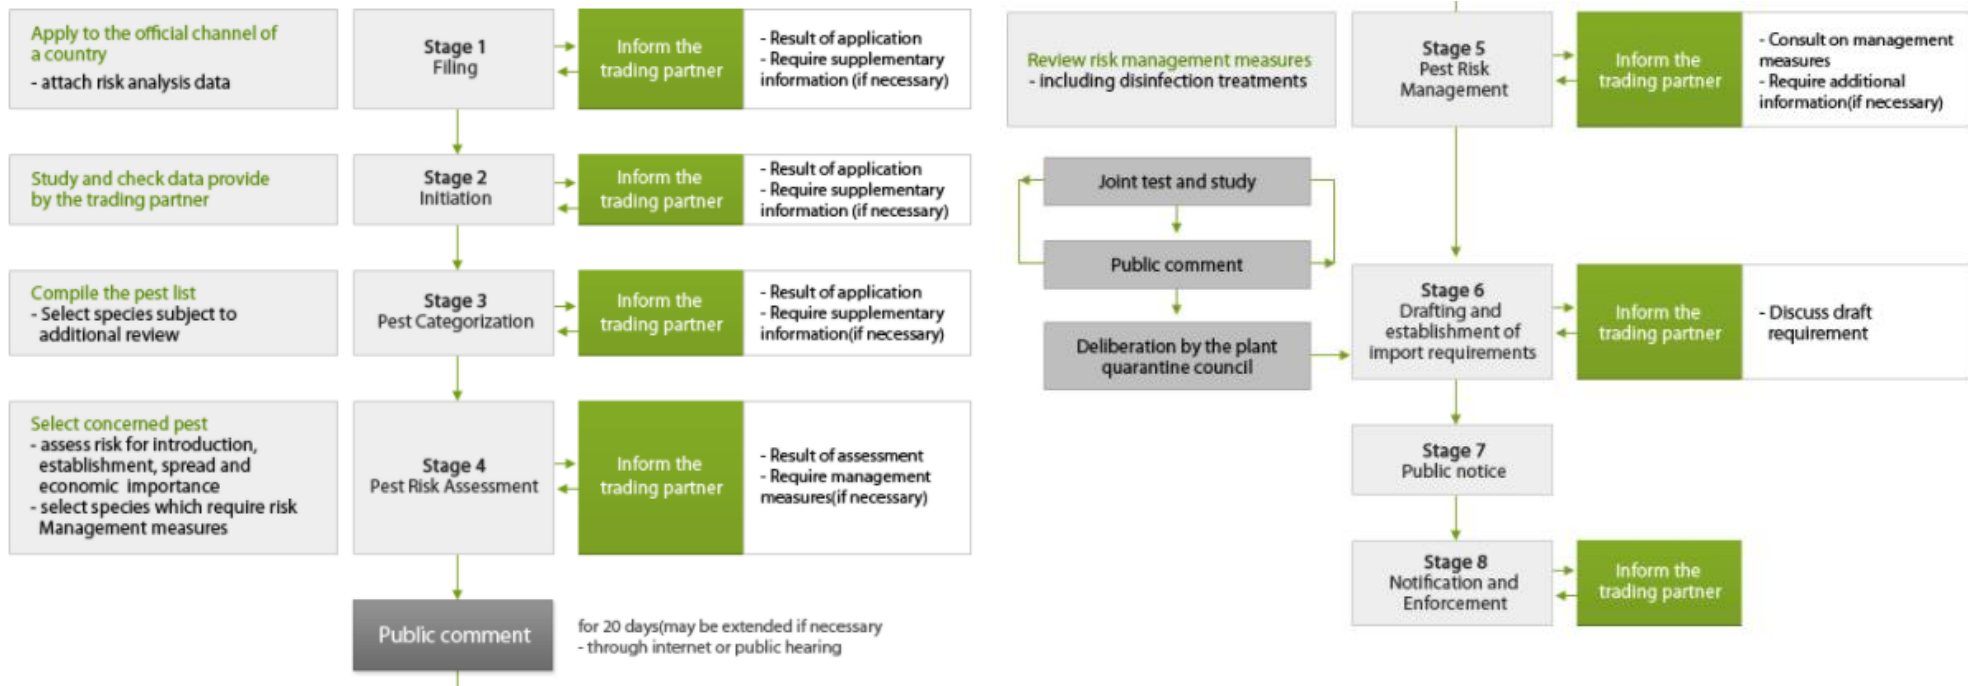 Apply to the official channel of
a country
- attach risk analysis data
Stage 1
Filing
Inform the
trading partner
- Result of application
- Require supplementary
information (if necessary)
Study and check data provide
by the trading partner
Stage 2
Initiation
Inform the
trading partner
- Result of application
- Require supplementary
information (if necessary)
Compile the pest list
- Select species subject to
additional review
Stage 3
Pest Categorization
Inform the
trading partner
- Result of application
- Require supplementary
information(if necessary)
Select concerned pest
- assess risk for introduction,
establishment, spread and
economic importance
- select species which require risk
Management measures
Stage 4
Pest Risk Assessment
Inform the
trading partner
- Result of assessment
- Require management
measures(if necessary)
Public comment
for 20 days(may be extended if necessary
- through internet or public hearing
Review risk management measures
- including disinfection treatments
Stage 5
Pest Risk
Management
Inform the
trading partner
- Consult on management
measures
- Require additional
information(if necessary)
Joint test and study
Public comment
Deliberation by the plant
quarantine council
Stage 6
Drafting and
establishment of
import requirements
Inform the
trading partner
- Discuss draft
requirement
Stage 7
Public notice
Stage 8
Notification and
Enforcement
Inform the
trading partner